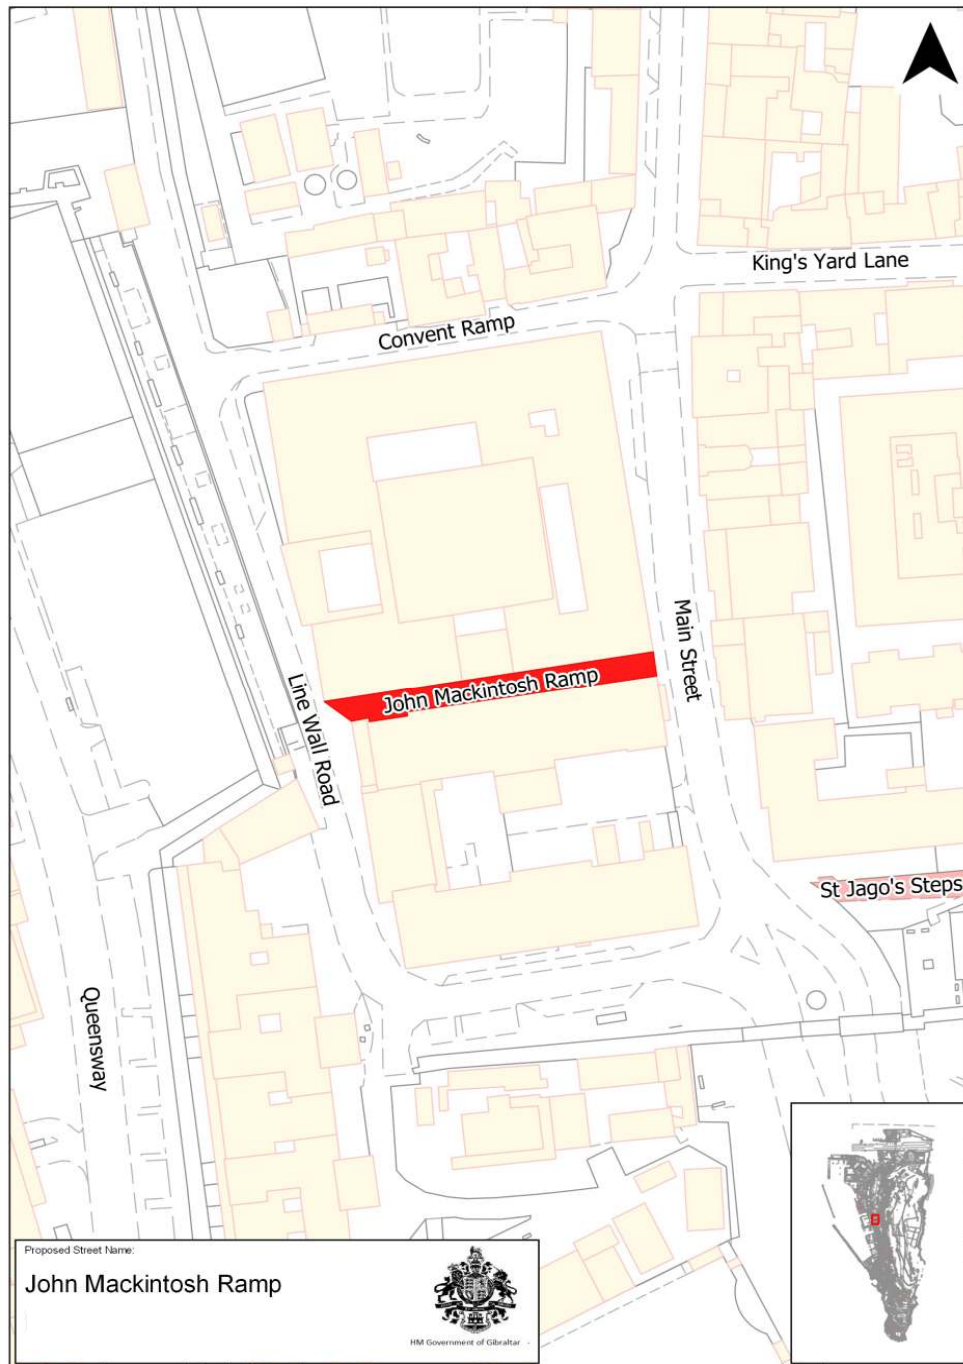 King's Yard Lane
Convent Ramp
Main Street
John Mackintosh Ramp
Line Wall Road
St Jago's Steps
Queensway
Proposed Street Name:
John Mackintosh Ramp
HM Government of Gibraltar